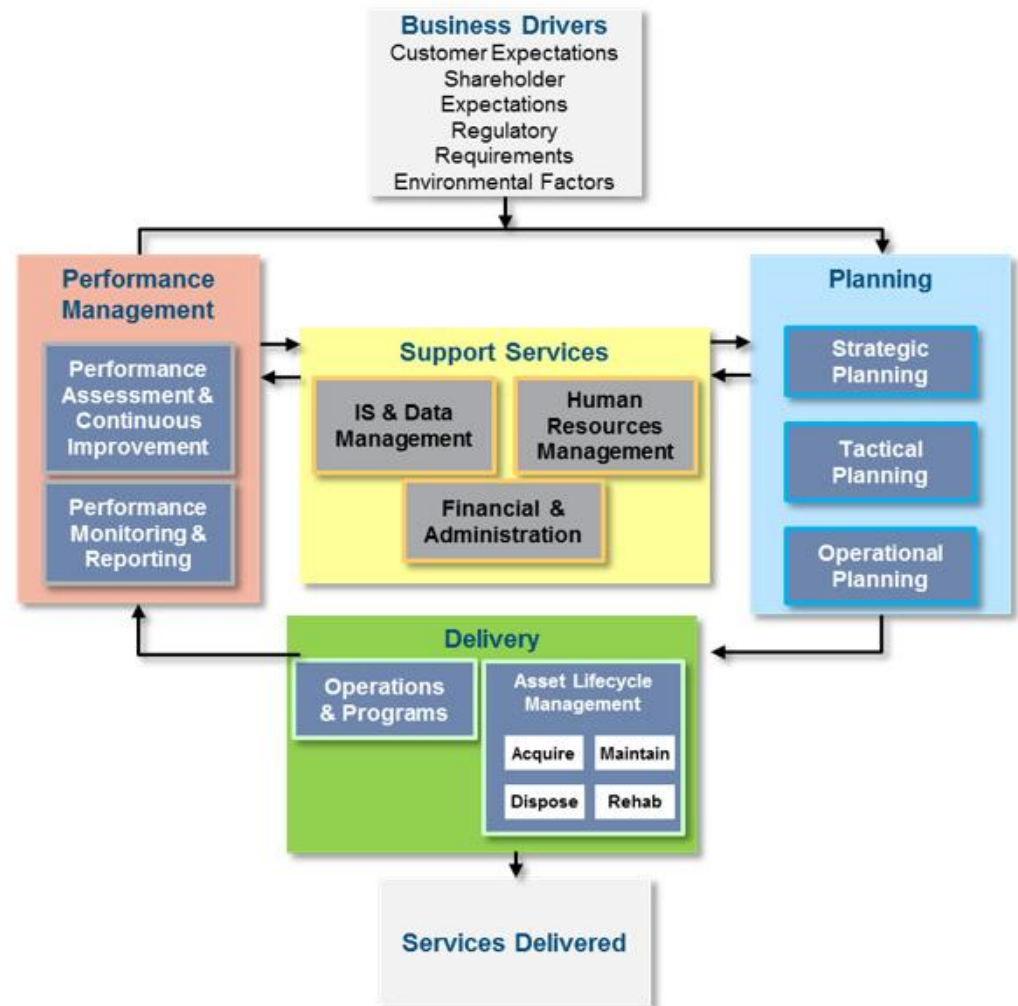 Business Drivers
Customer Expectations
Shareholder
Expectations
Regulatory
Requirements
Environmental Factors
Performance
Management
Performance
Assessment &
Continuous
Improvement
Performance
Monitoring &
Reporting
Support Services
IS & Data
Management
Human
Resources
Management
Financial &
Administration
Planning
Strategic
Planning
Tactical
Planning
Operational
Planning
Delivery
Operations
& Programs
Asset Lifecycle
Management
Acquire
Maintain
Dispose
Rehab
Services Delivered